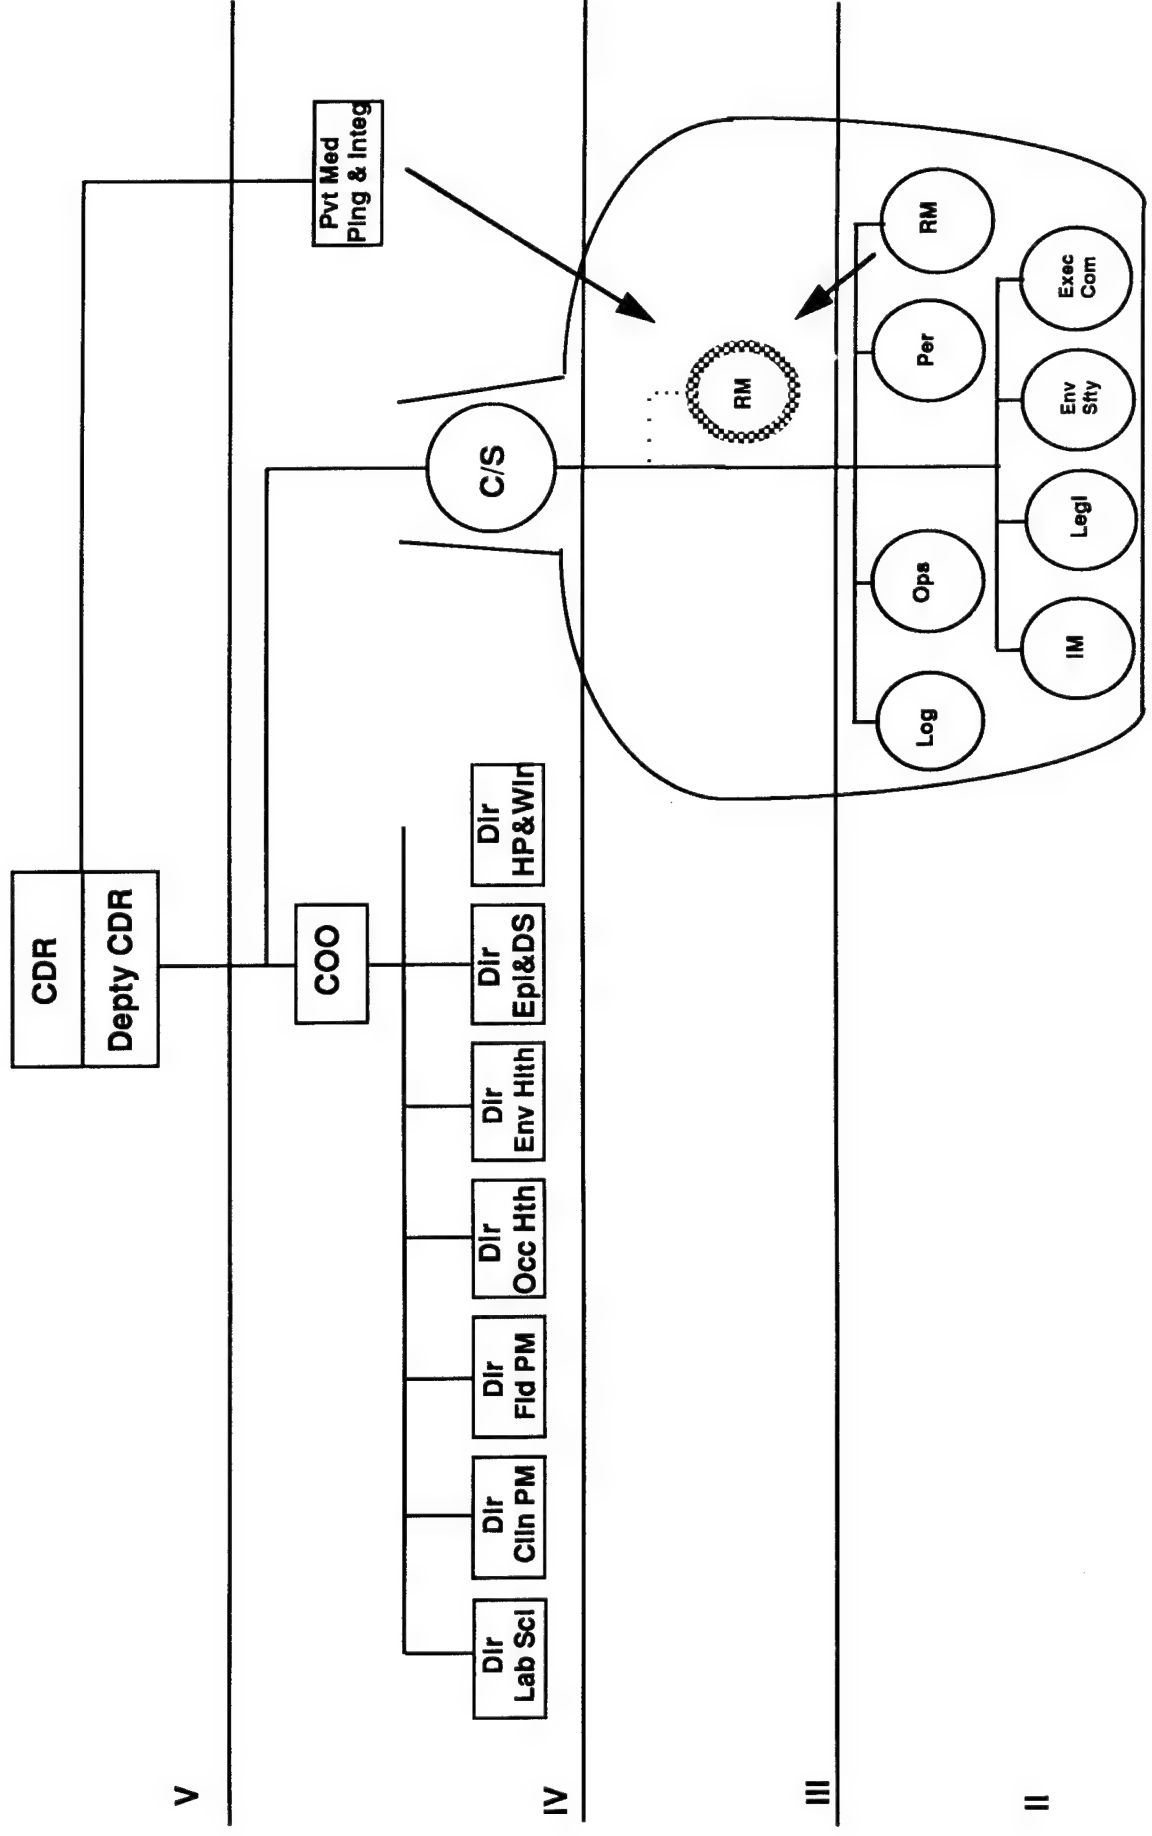 CDR
Depty CDR
V
Pvt Med
Plng & Integ
COO
C/S
Dir
Lab Sci
Dir
Clin PM
Dir
Fld PM
Dir
Occ Hth
Dir
Env Hlth
Dir
Epi&DS
Dir
HP&Wln
IV
RM
III
Log
Ops
Per
RM
IM
Legl
Env
Sfty
Exec
Com
II